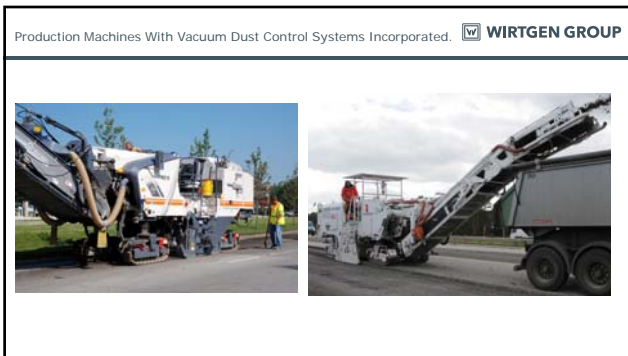 Production Machines With Vacuum Dust Control Systems Incorporated.
W WIRTGEN GROUP